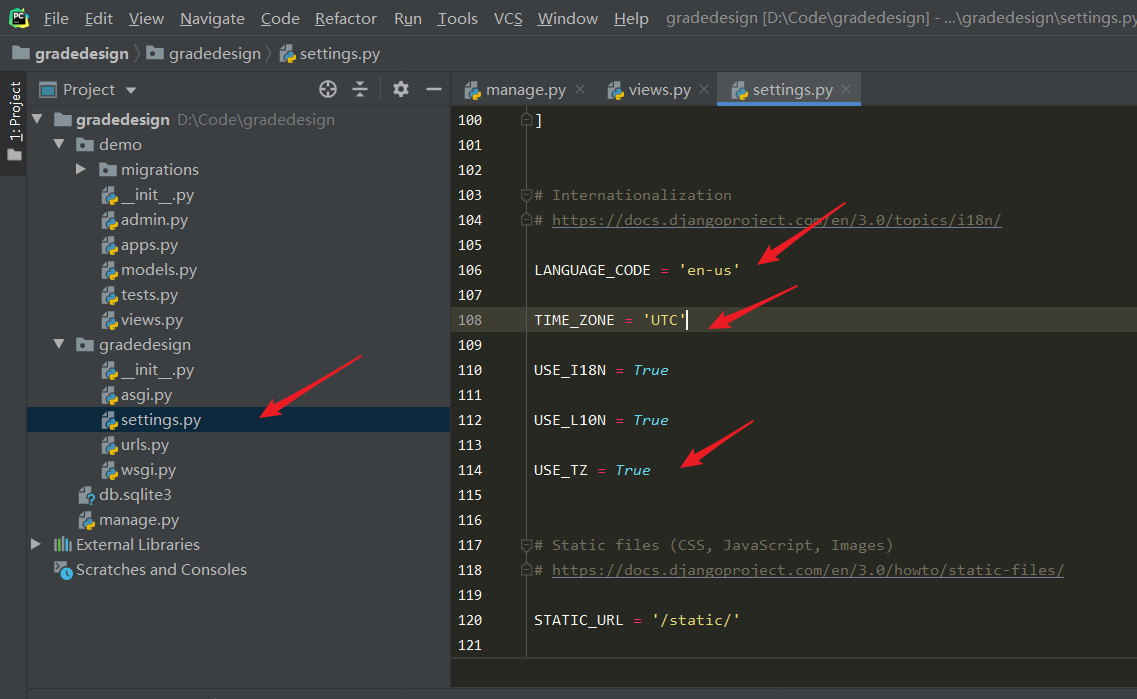 File Edit View Navigate Code Refactor Run Tools VCS Window Help gradedesign [D:\Code\gradedesign] - ...\gradedesign\settings.py
gradedesign gradedesign settings.py
1: Project
Project
gradedesign D:\Code\gradedesign
demo
migrations
__init__.py
admin.py
apps.py
models.py
tests.py
views.py
gradedesign
__init__.py
asgi.py
settings.py
urls.py
wsgi.py
db.sqlite3
manage.py
External Libraries
Scratches and Consoles
manage.py views.py settings.py
100 ]
101
102
103 # Internationalization
104 # https://docs.djangoproject.com/en/3.0/topics/i18n/
105
106 LANGUAGE_CODE = 'en-us'
107
108 TIME_ZONE = 'UTC'
109
110 USE_I18N = True
111
112 USE_L10N = True
113
114 USE_TZ = True
115
116
117 # Static files (CSS, JavaScript, Images)
118 # https://docs.djangoproject.com/en/3.0/howto/static-files/
119
120 STATIC_URL = '/static/'
121